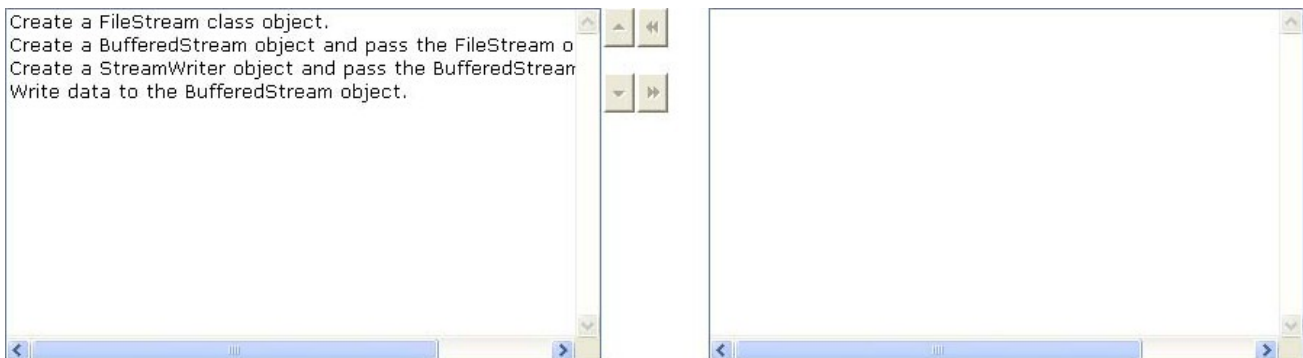 Create a FileStream class object.
Create a BufferedStream object and pass the FileStream o
Create a StreamWriter object and pass the BufferedStream
Write data to the BufferedStream object.